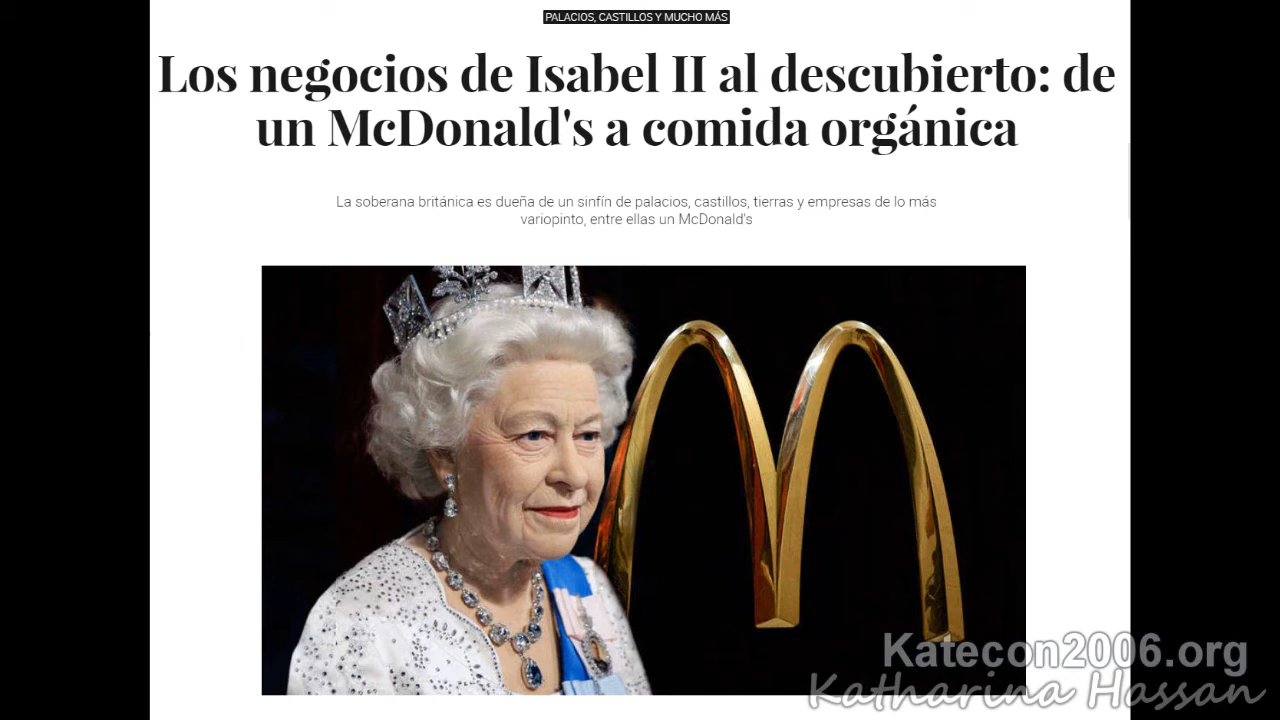 PALACIOS, CASTILLOS Y MUCHO MÁS
Los negocios de Isabel II al descubierto: de
un McDonald's a comida orgánica
La soberana británica es dueña de un sinfín de palacios, castillos, tierras y empresas de lo más
variopinto, entre ellas un McDonald's
Katecon2006.org
Katharina Hassan